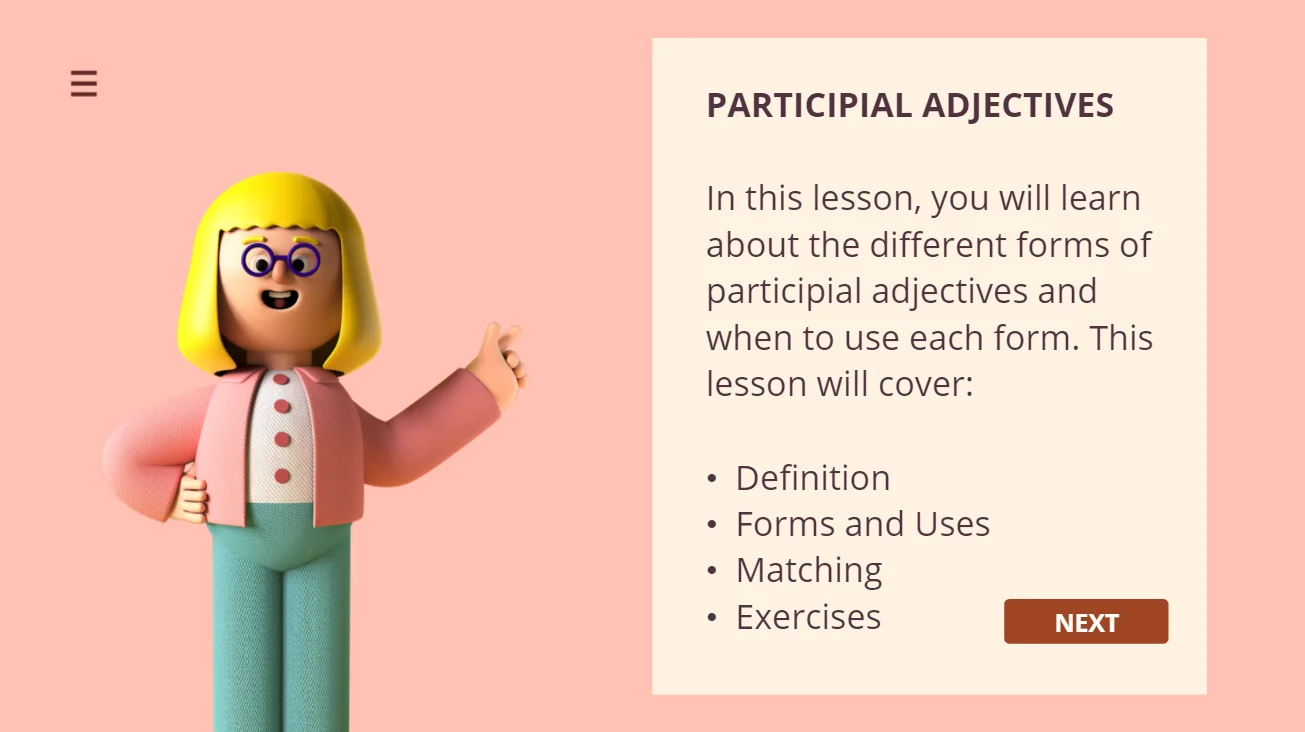 PARTICIPIAL ADJECTIVES
In this lesson, you will learn
about the different forms of
participial adjectives and
when to use each form. This
lesson will cover:
• Definition
• Forms and Uses
• Matching
• Exercises
NEXT